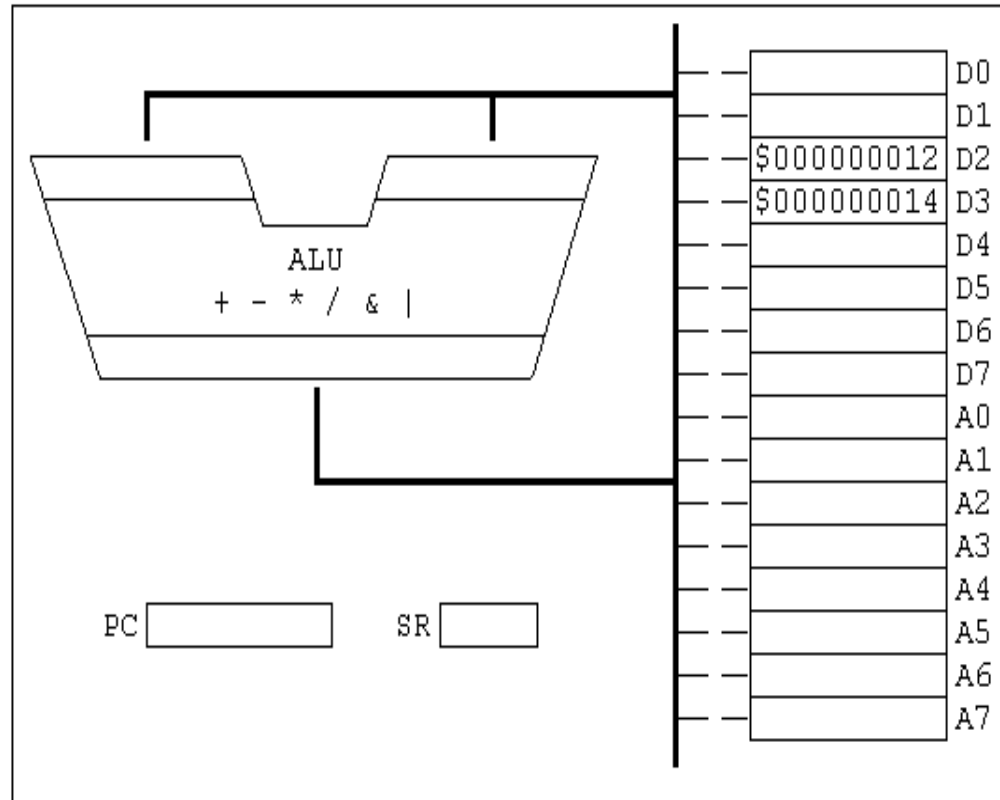 D0
D1
$000000012 D2
$000000014 D3
D4
ALU
D5
+ - * / & |
D6
D7
A0
A1
A2
A3
A4
PC SR A5
A6
A7